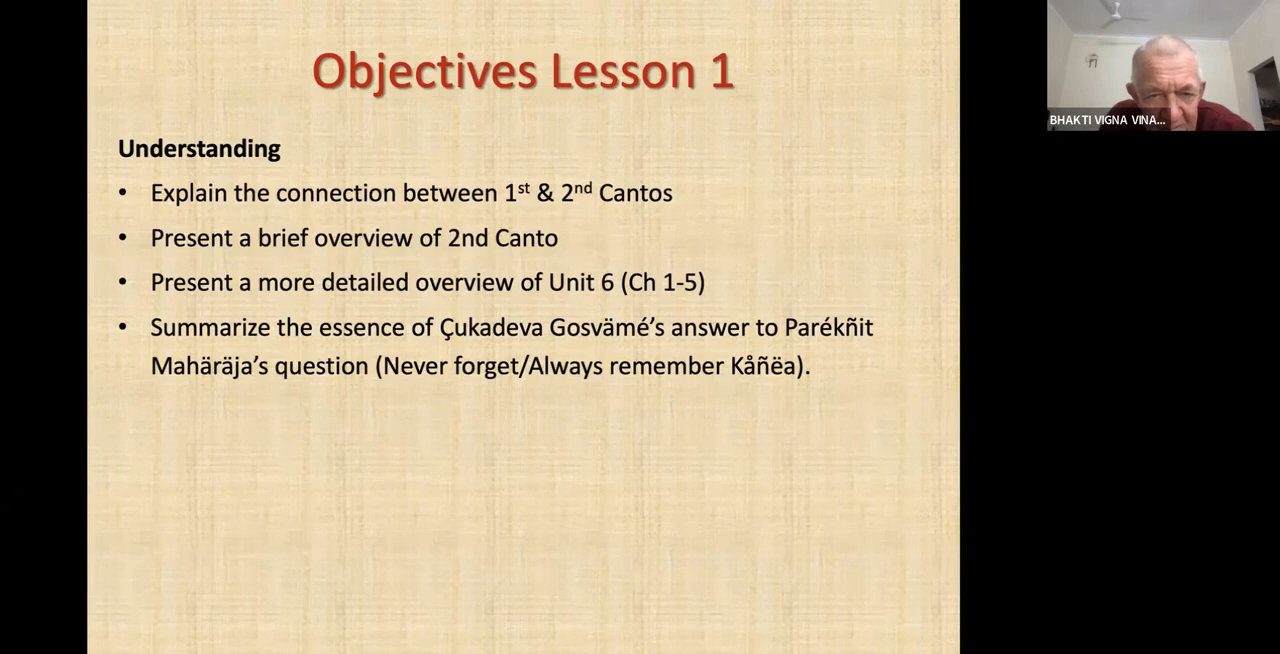 Objectives Lesson 1
Understanding
• Explain the connection between 1st & 2nd Cantos
• Present a brief overview of 2nd Canto
• Present a more detailed overview of Unit 6 (Ch 1-5)
• Summarize the essence of Çukadeva Gosvämé’s answer to Parékñit
Mahäräja’s question (Never forget/Always remember Kåñëa).
BHAKTI VIGNA VINA...